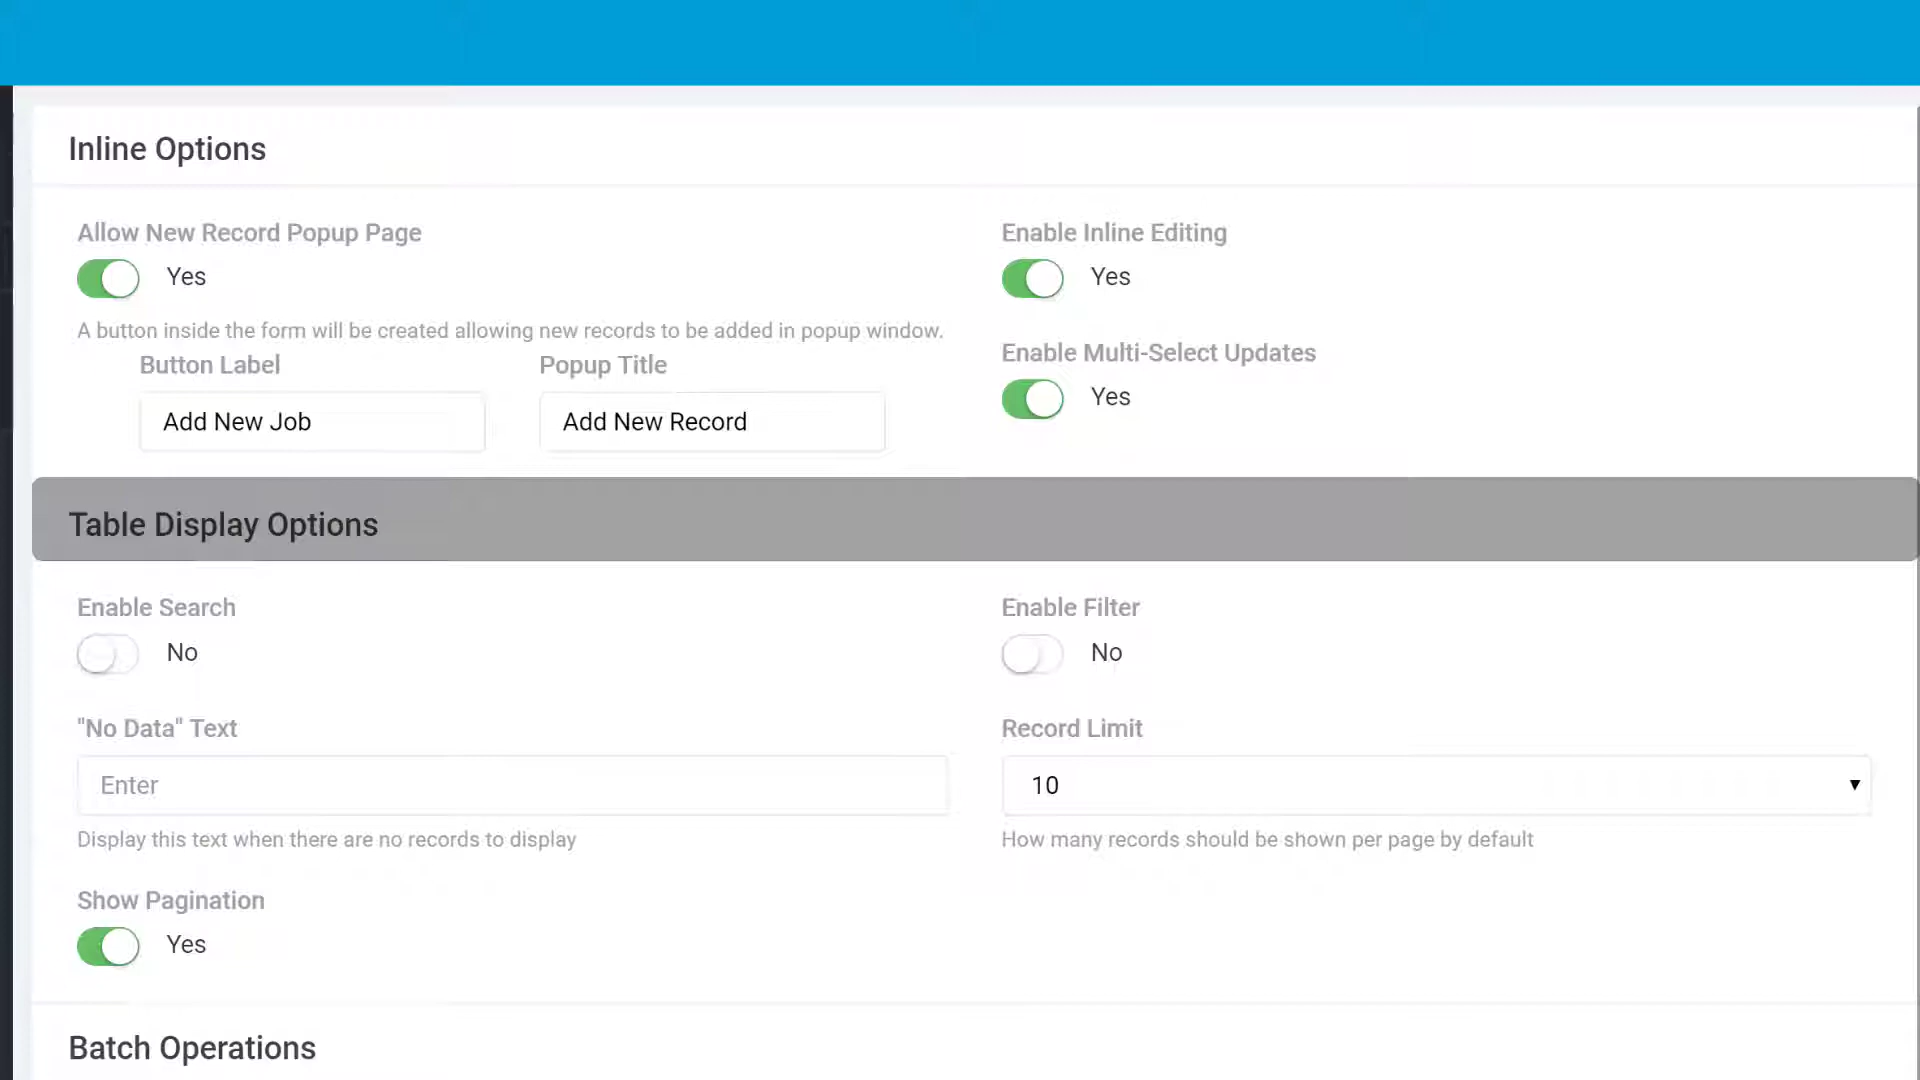 Inline Options
Allow New Record Popup Page
Yes
A button inside the form will be created allowing new records to be added in popup window.
Button Label
Popup Title
Add New Job
Add New Record
Enable Inline Editing
Yes
Enable Multi-Select Updates
Yes
Table Display Options
Enable Search
No
Enable Filter
No
"No Data" Text
Enter
Display this text when there are no records to display
Record Limit
10
How many records should be shown per page by default
Show Pagination
Yes
Batch Operations